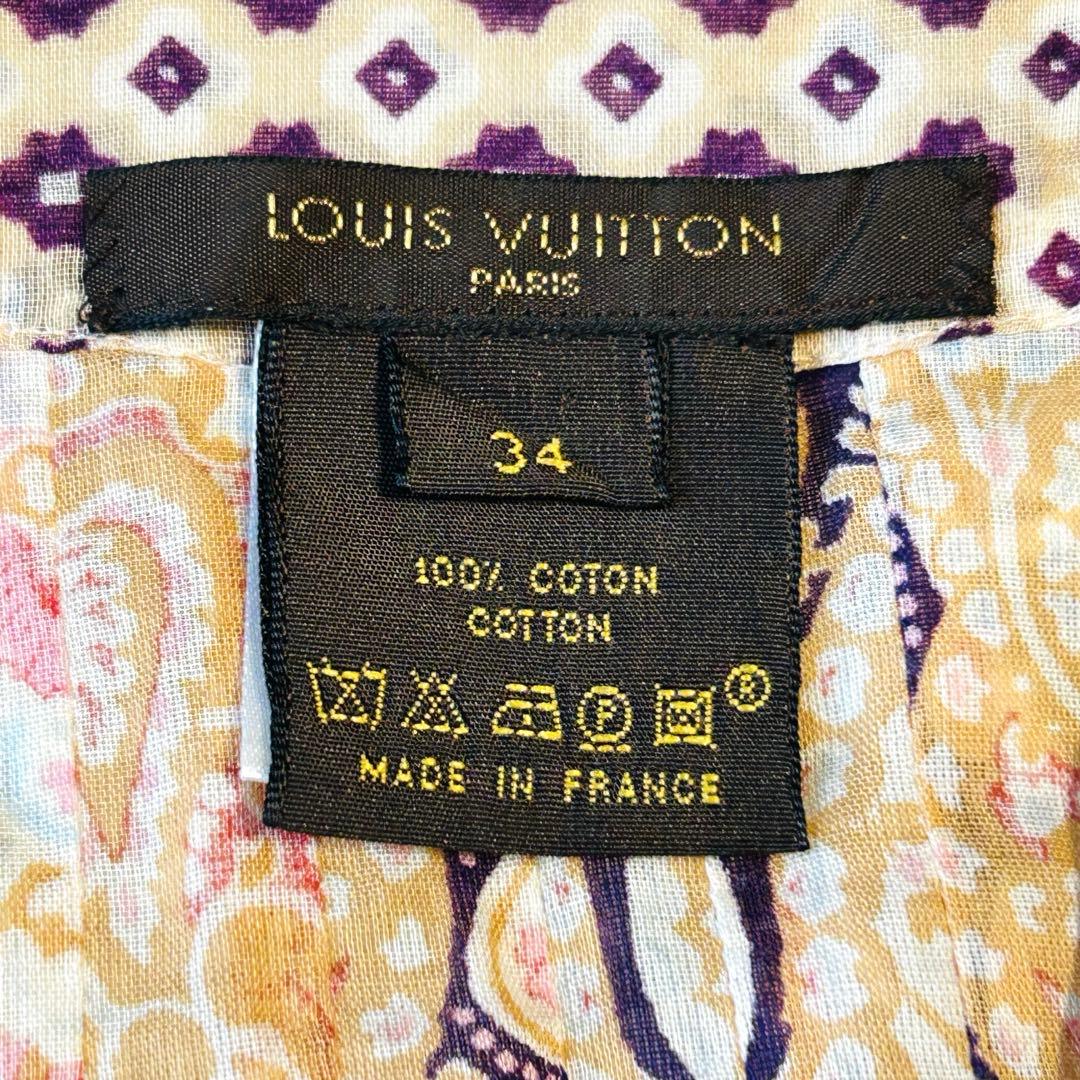 LOUIS VUITTON
PARIS
34
100% COTON
COTTON
P ®
MADE IN FRANCE